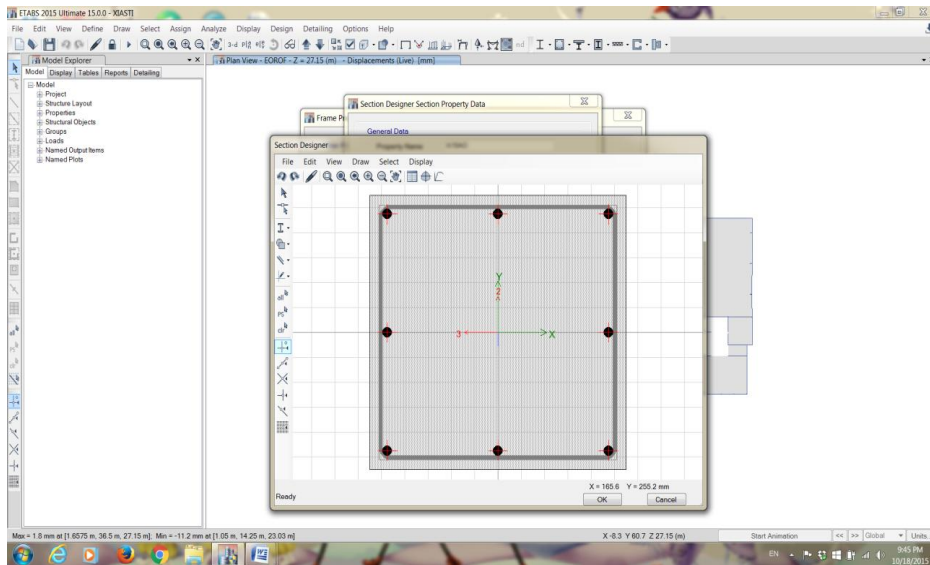 ETABS 2015 Ultimate 15.0.0 - XIASTI
File Edit View Define Draw Select Assign Analyze Display Design Detailing Options Help
3-d
Model Explorer
Plan View - EOROF - Z = 27.15 (m) - Displacements (Live) [mm]
Model Display Tables Reports Detailing
Model
Project
Structure Layout
Properties
Structural Objects
Groups
Loads
Named Output Items
Named Plots
Section Designer Section Property Data
Frame Pr
General Data
Section Designer
File Edit View Draw Select Display
Y
2
3
X
all
ps
clr
X = 165.6 Y = 255.2 mm
Ready
OK Cancel
Max = 1.8 mm at [1.6575 m, 36.5 m, 27.15 m]; Min = -11.2 mm at [1.05 m, 14.25 m, 23.03 m]
X -8.3 Y 60.7 Z 27.15 (m)
Start Animation << >> Global Units
EN
9:45 PM
10/18/2015